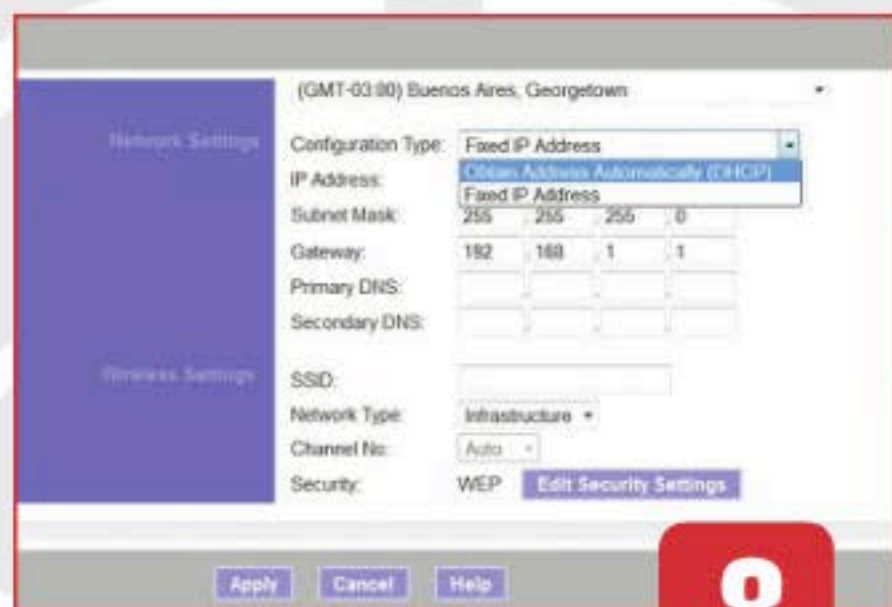 (GMT-03:00) Buenos Aires, Georgetown
Network Settings
Configuration Type: Fixed IP Address
Obtain Address Automatically (DHCP)
IP Address:
Fixed IP Address
Subnet Mask: 255 . 255 . 255 . 0
Gateway: 192 . 168 . 1 . 1
Primary DNS: . . .
Secondary DNS: . . .
Wireless Settings
SSID:
Network Type: Infrastructure
Channel No: Auto
Security: WEP Edit Security Settings
Apply Cancel Help